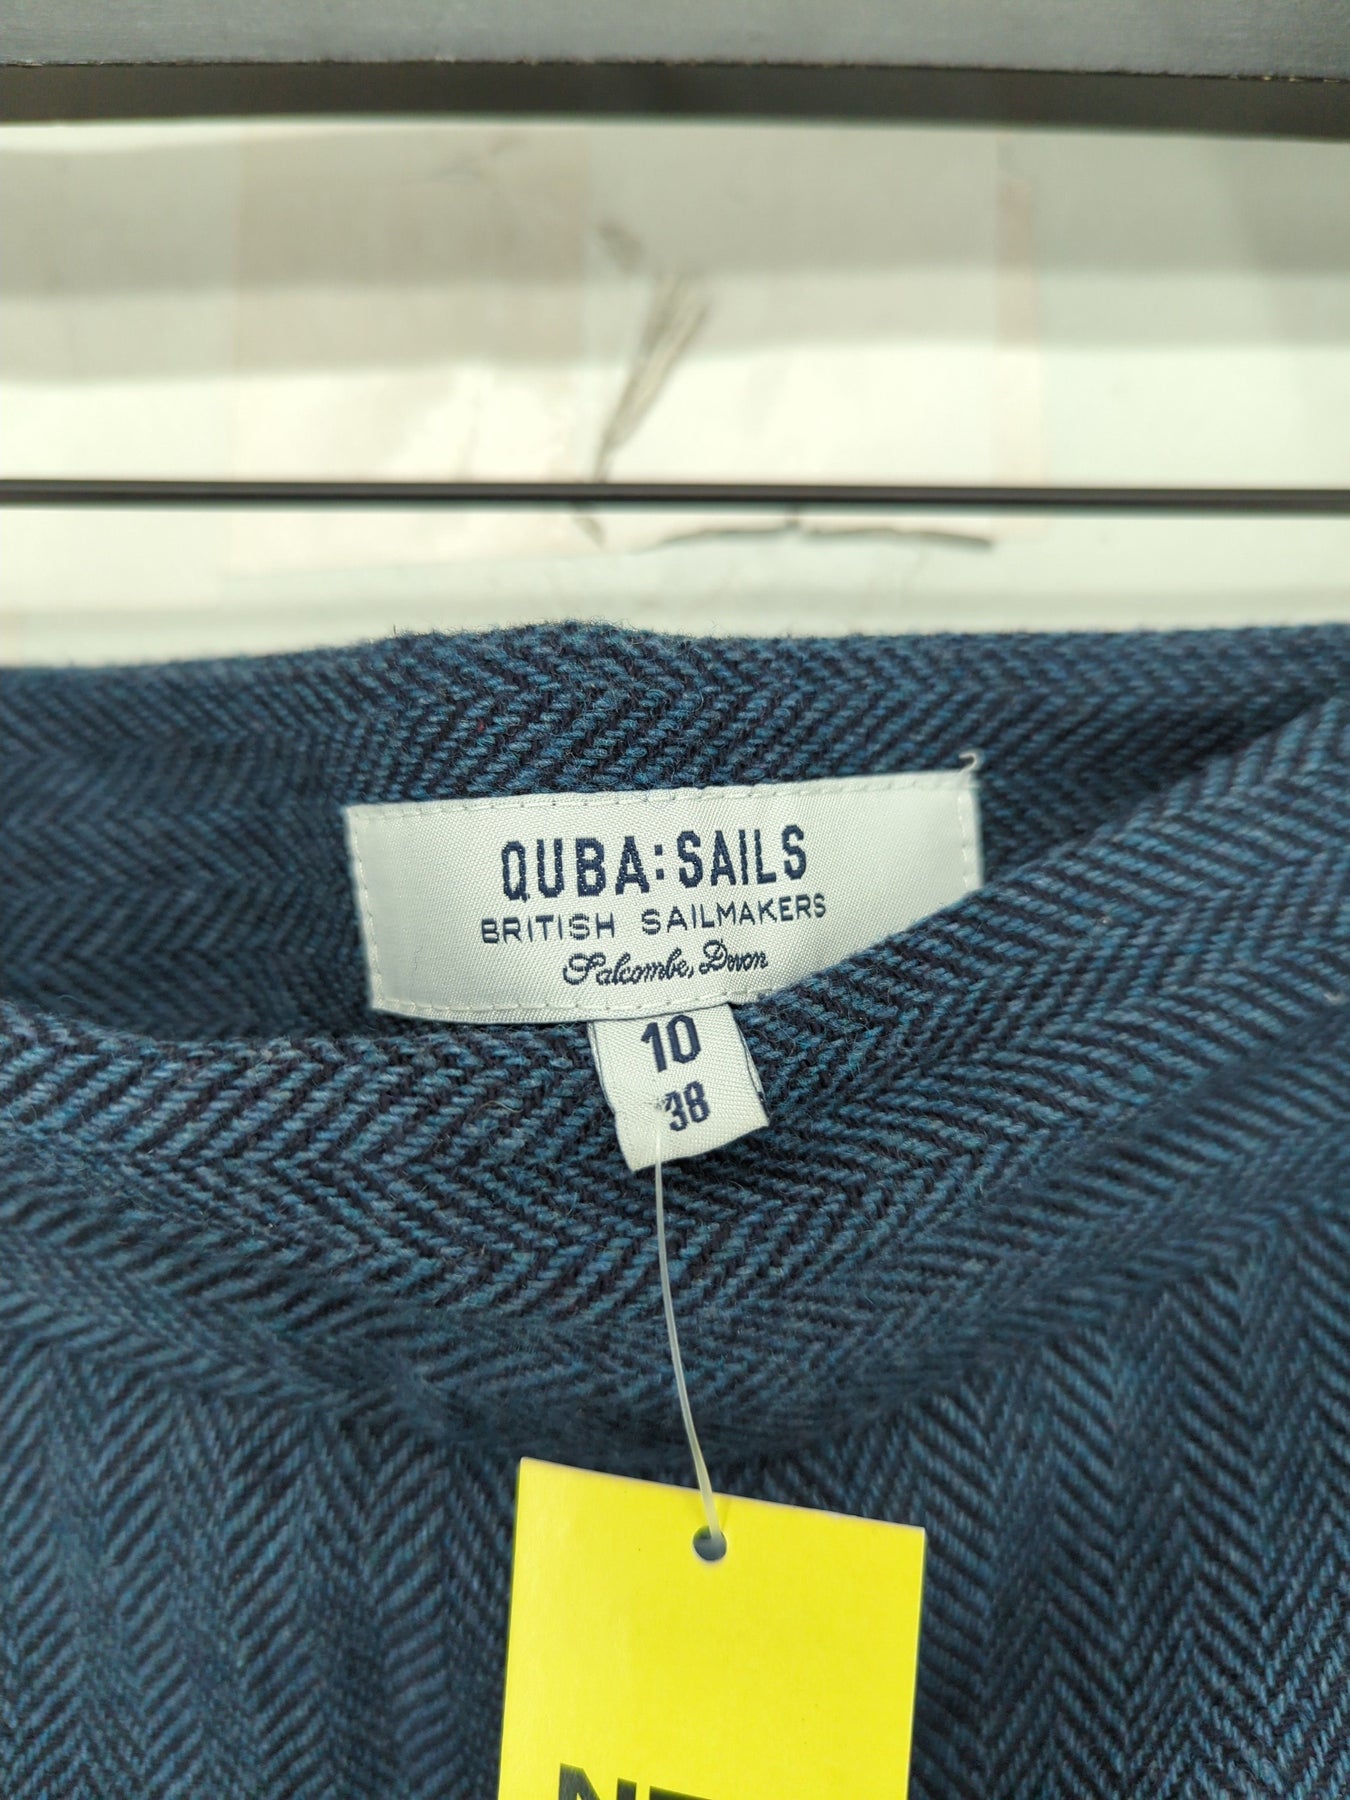 QUBA:SAILS
BRITISH SAILMAKERS
Salcombe, Devon
10
38